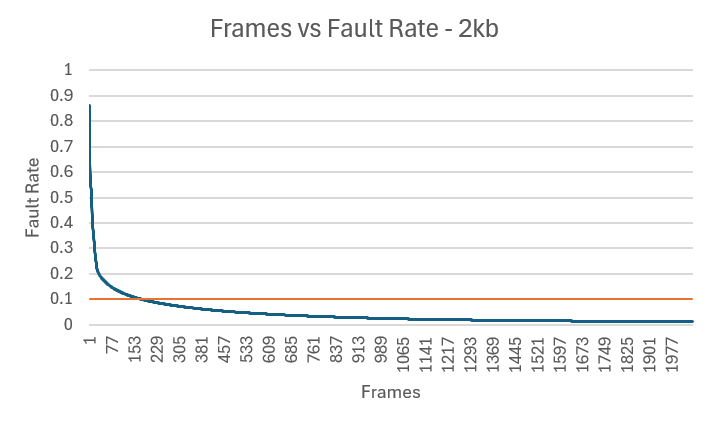 Frames vs Fault Rate - 2kb
1
0.9
0.8
0.7
0.6
0.5
0.4
0.3
0.2
0.1
0
Fault Rate
1 77 153 229 305 381 457 533 609 685 761 837 913 989 1065 1141 1217 1293 1369 1445 1521 1597 1673 1749 1825 1901 1977
Frames